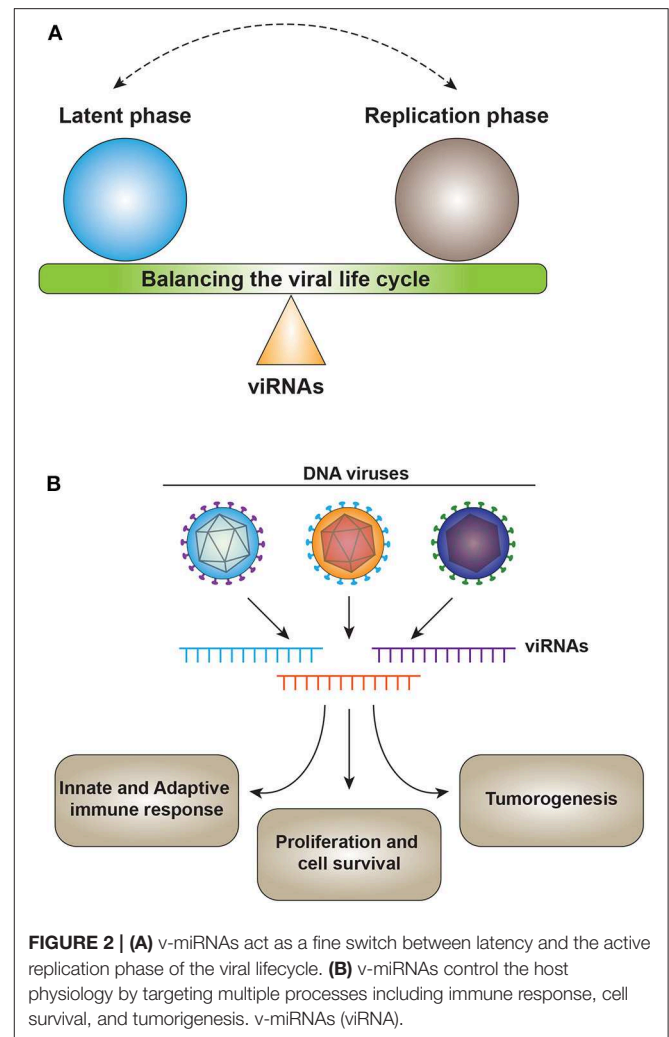 A
Latent phase
Replication phase
Balancing the viral life cycle
viRNAs
B
DNA viruses
viRNAs
Innate and Adaptive
immune response
Proliferation and
cell survival
Tumorogenesis
FIGURE 2 | (A) v-miRNAs act as a fine switch between latency and the active
replication phase of the viral lifecycle. (B) v-miRNAs control the host
physiology by targeting multiple processes including immune response, cell
survival, and tumorigenesis. v-miRNAs (viRNA).